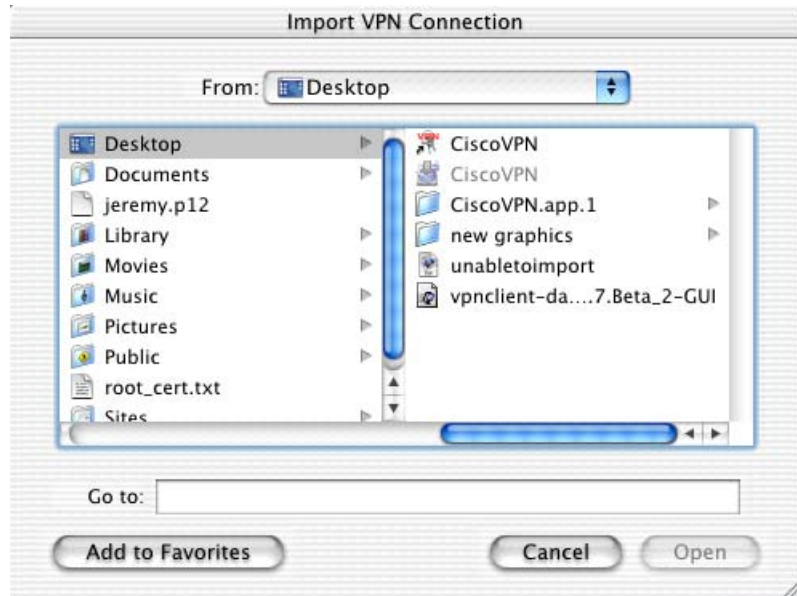 Import VPN Connection
From: Desktop
Desktop
Documents
jeremy.p12
Library
Movies
Music
Pictures
Public
root_cert.txt
Sites
VPN
CiscoVPN
CiscoVPN
CiscoVPN.app.1
new graphics
unabletoimport
vpnclient-da....7.Beta_2-GUI
Go to:
Add to Favorites
Cancel
Open